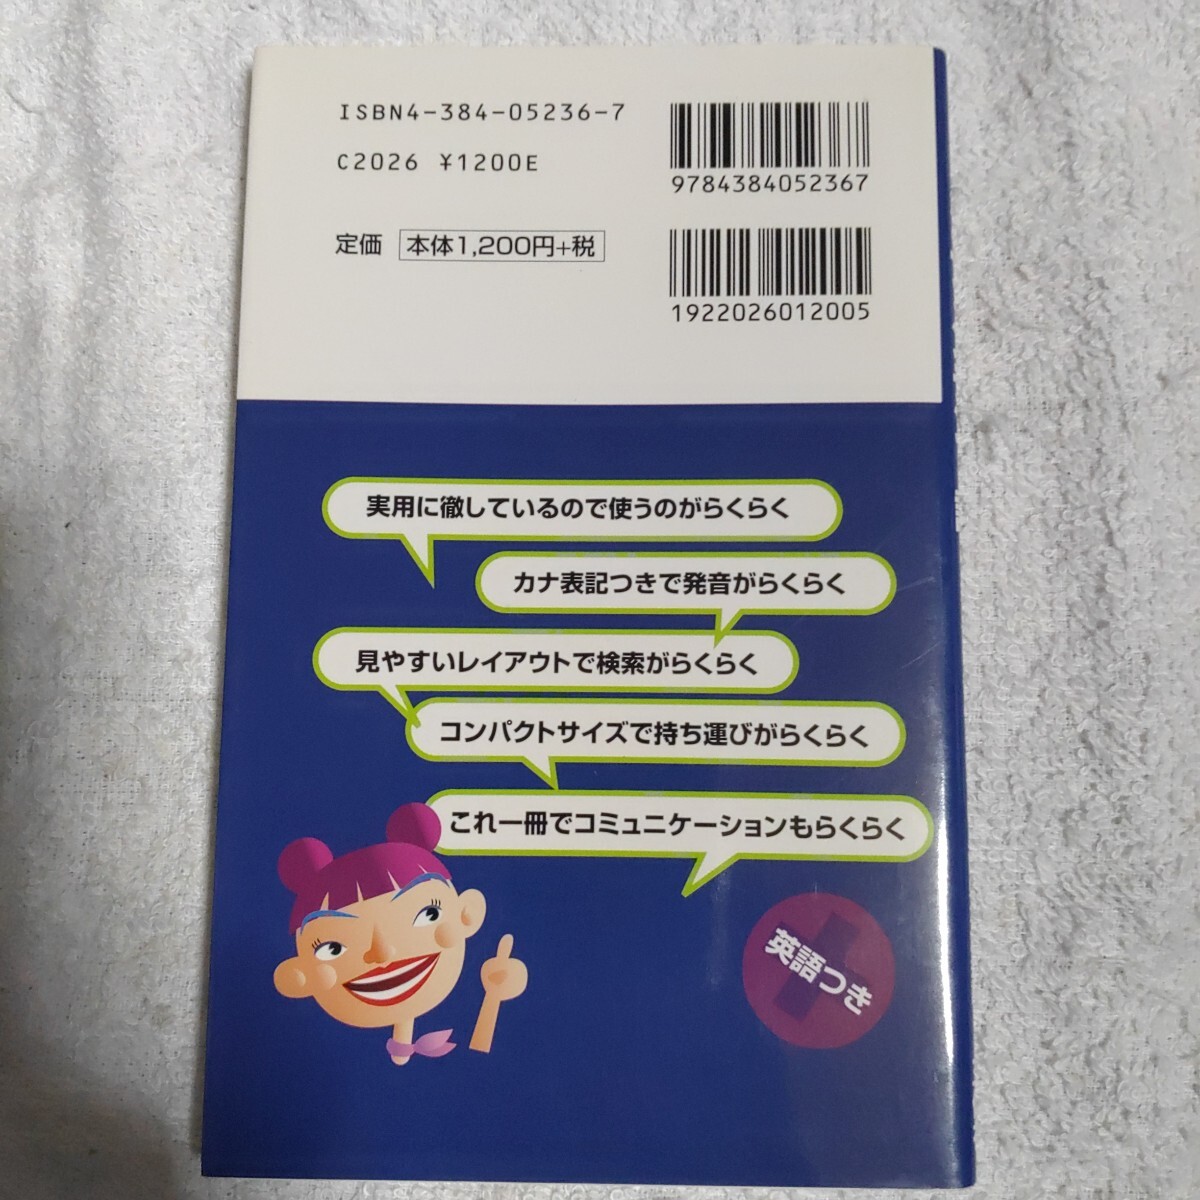 ISBN4-384-05236-7
C2026 ¥1200E
定価 本体1,200円+税
9784384052367
1922026012005
実用に徹しているので使うのがらくらく
カナ表記つきで発音がらくらく
見やすいレイアウトで検索がらくらく
コンパクトサイズで持ち運びがらくらく
これ一冊でコミュニケーションもらくらく
英語つき